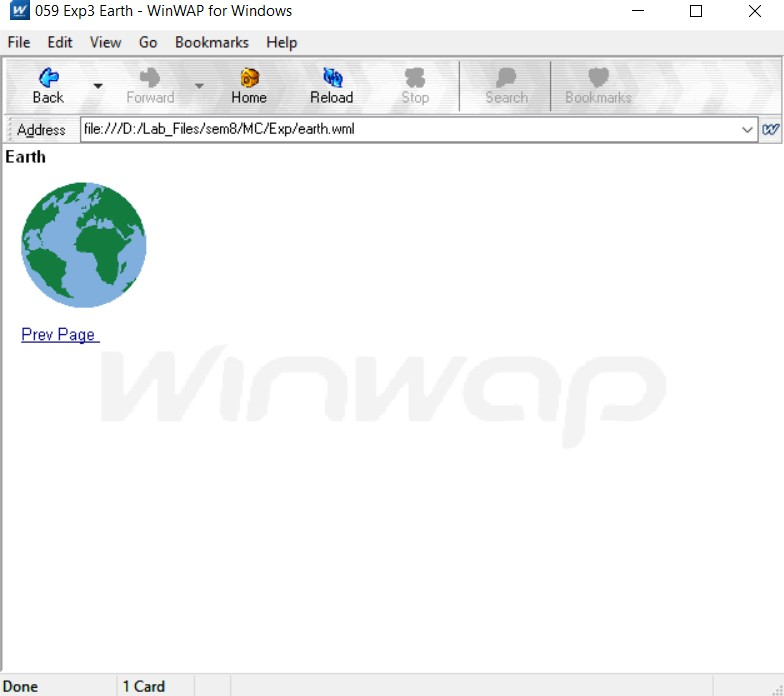 059 Exp3 Earth - WinWAP for Windows
File Edit View Go Bookmarks Help
Back Forward Home Reload Stop Search Bookmarks
Address file:///D:/Lab_Files/sem8/MC/Exp/earth.wml
Earth
Prev Page
winwap
Done 1 Card